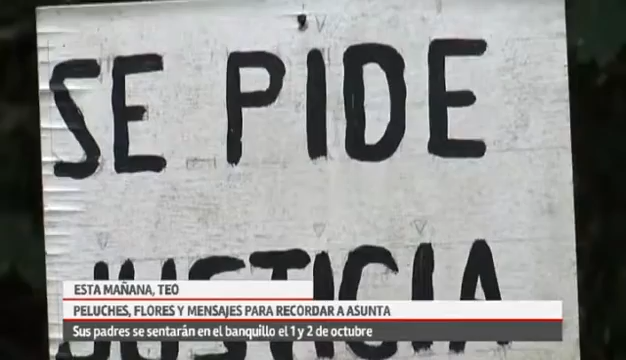 SE PIDE
JUSTICIA
ESTA MAÑANA, TEO
PELUCHES, FLORES Y MENSAJES PARA RECORDAR A ASUNTA
Sus padres se sentarán en el banquillo el 1 y 2 de octubre